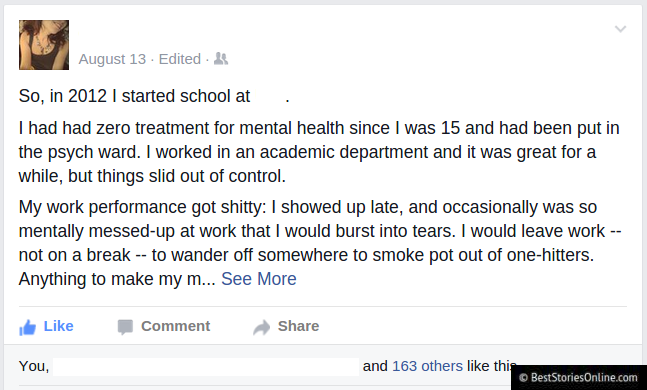 August 13 · Edited ·
So, in 2012 I started school at .
I had had zero treatment for mental health since I was 15 and had been put in
the psych ward. I worked in an academic department and it was great for a
while, but things slid out of control.
My work performance got shitty: I showed up late, and occasionally was so
mentally messed-up at work that I would burst into tears. I would leave work --
not on a break -- to wander off somewhere to smoke pot out of one-hitters.
Anything to make my m... See More
Like Comment Share
You, and 163 others like this
© BestStoriesOnline.com